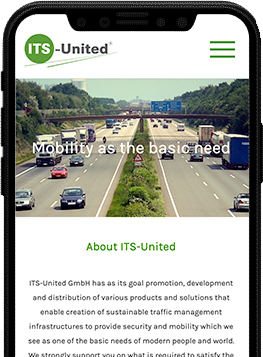 ITS-United®
Mobility as the basic need
About ITS-United
ITS-United GmbH has as its goal promotion, development
and distribution of various products and solutions that
enable creation of sustainable traffic management
infrastructures to provide security and mobility which we
see as one of the basic needs of modern people and world.
We strongly support you on what is required to satisfy the